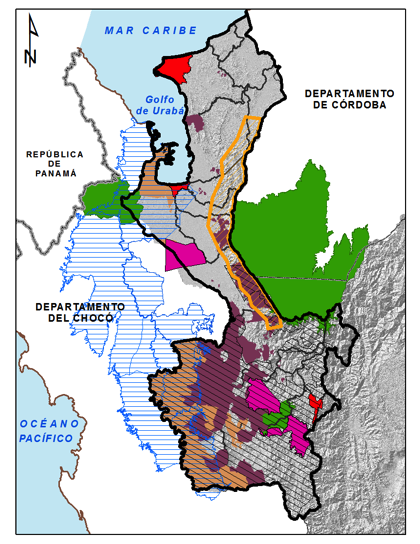 N
MAR CARIBE
Golfo
de Urabá
DEPARTAMENTO
DE CÓRDOBA
REPÚBLICA
DE
PANAMÁ
DEPARTAMENTO
DEL CHOCÓ
OCÉANO
PACÍFICO